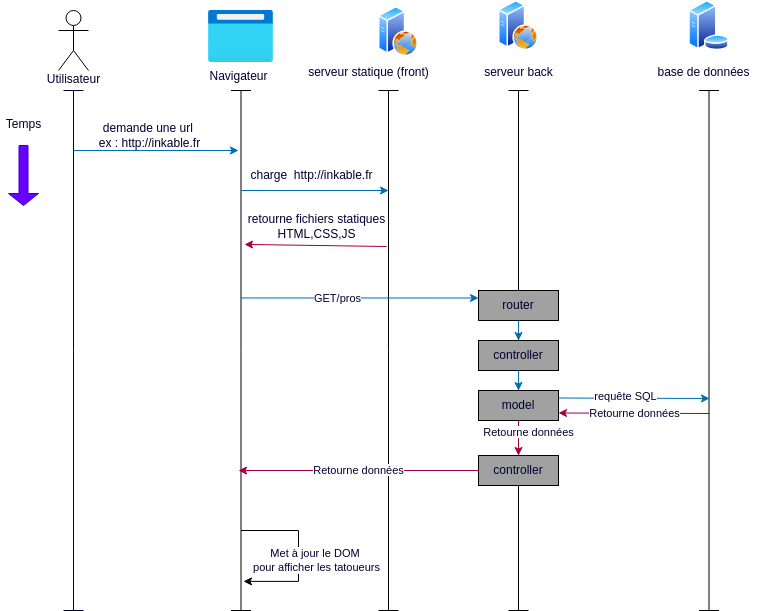 Utilisateur
Navigateur
serveur statique (front)
serveur back
base de données
Temps
demande une url
ex : http://inkable.fr
charge  http://inkable.fr
retourne fichiers statiques
HTML,CSS,JS
GET/pros
router
controller
model
requête SQL
Retourne données
Retourne données
controller
Retourne données
Met à jour le DOM
pour afficher les tatoueurs